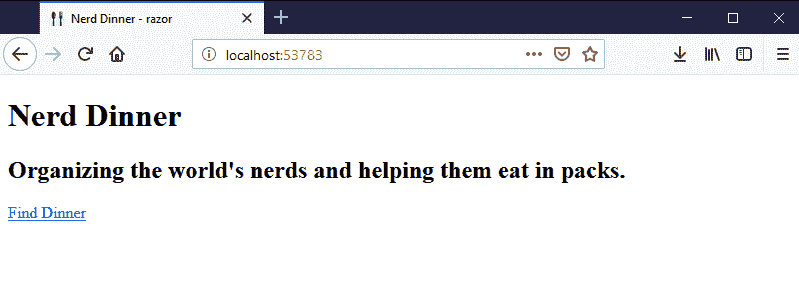 Nerd Dinner - razor
localhost:53783
Nerd Dinner
Organizing the world's nerds and helping them eat in packs.
Find Dinner